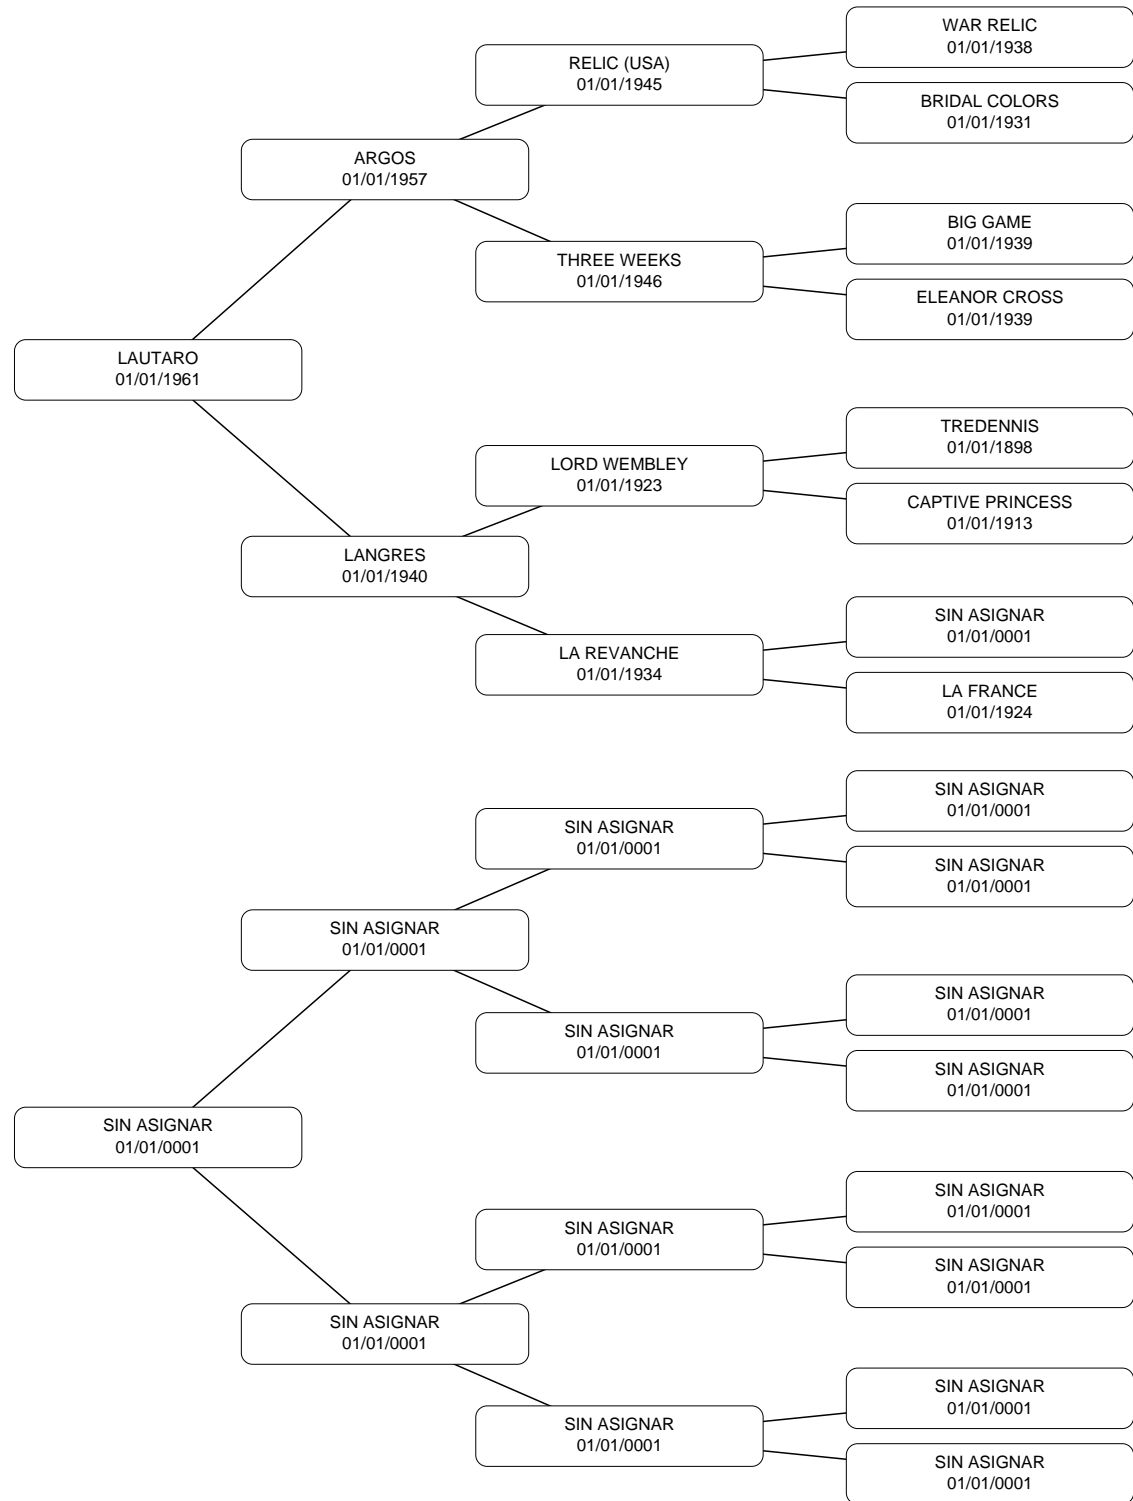 WAR RELIC
01/01/1938
RELIC (USA)
01/01/1945
BRIDAL COLORS
01/01/1931
ARGOS
01/01/1957
BIG GAME
01/01/1939
THREE WEEKS
01/01/1946
ELEANOR CROSS
01/01/1939
LAUTARO
01/01/1961
TREDENNIS
01/01/1898
LORD WEMBLEY
01/01/1923
CAPTIVE PRINCESS
01/01/1913
LANGRES
01/01/1940
SIN ASIGNAR
01/01/0001
LA REVANCHE
01/01/1934
LA FRANCE
01/01/1924
SIN ASIGNAR
01/01/0001
SIN ASIGNAR
01/01/0001
SIN ASIGNAR
01/01/0001
SIN ASIGNAR
01/01/0001
SIN ASIGNAR
01/01/0001
SIN ASIGNAR
01/01/0001
SIN ASIGNAR
01/01/0001
SIN ASIGNAR
01/01/0001
SIN ASIGNAR
01/01/0001
SIN ASIGNAR
01/01/0001
SIN ASIGNAR
01/01/0001
SIN ASIGNAR
01/01/0001
SIN ASIGNAR
01/01/0001
SIN ASIGNAR
01/01/0001
SIN ASIGNAR
01/01/0001